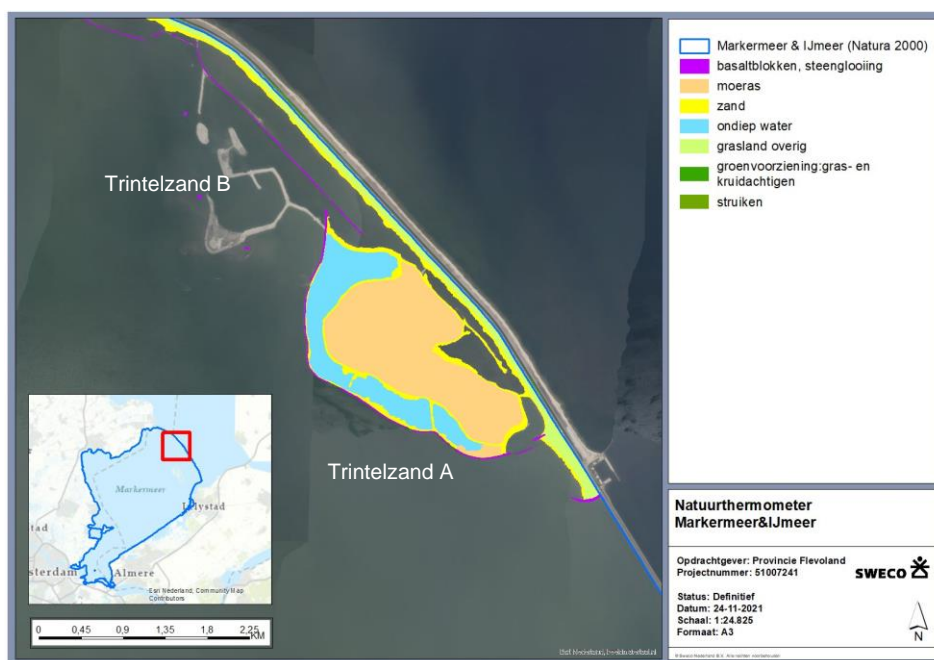 Trintelzand B
Trintelzand A
Markermeer
Lelystad
Almere
Esri Nederland, Community Map
Contributors
0 0,45 0,9 1,35 1,8 2,25
KM
Markermeer & IJmeer (Natura 2000)
basaltblokken, steenglooiing
moeras
zand
ondiep water
grasland overig
groenvoorziening:gras- en
kruidachtigen
struiken
Natuurthermometer
Markermeer&IJmeer
Opdrachtgever: Provincie Flevoland
Projectnummer: 51007241
SWECO
Status: Definitief
Datum: 24-11-2021
Schaal: 1:24.825
Formaat: A3
N